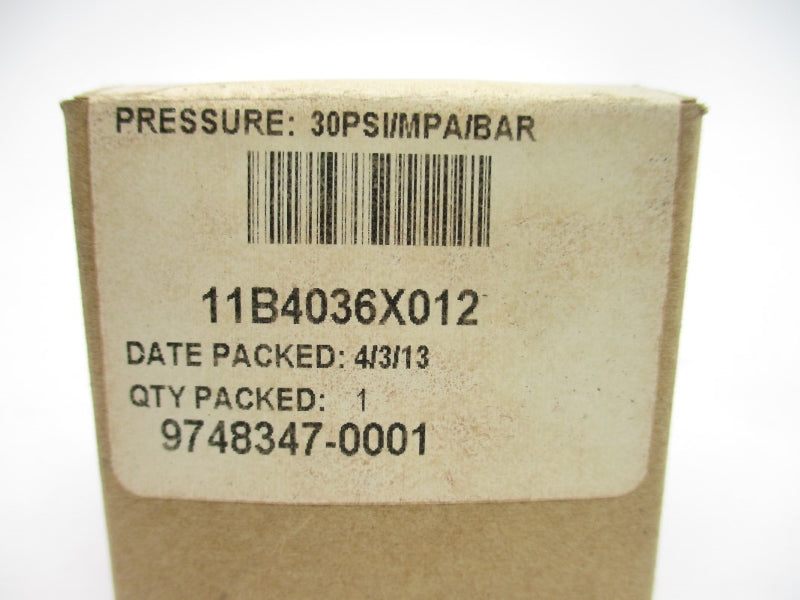 PRESSURE: 30PSI/MPA/BAR
11B4036X012
DATE PACKED: 4/3/13
QTY PACKED: 1
9748347-0001